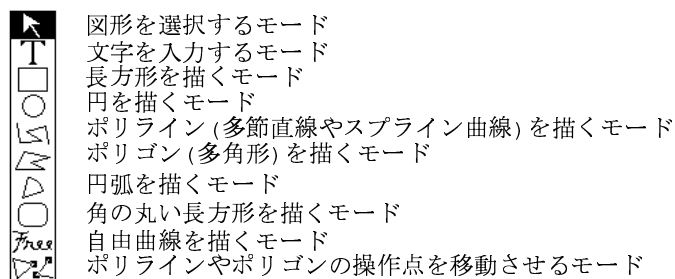 図形を選択するモード
T 文字を入力するモード
長方形を描くモード
円を描くモード
ポリライン(多節直線やスプライン曲線)を描くモード
ポリゴン(多角形)を描くモード
円弧を描くモード
角の丸い長方形を描くモード
Free 自由曲線を描くモード
ポリラインやポリゴンの操作点を移動させるモード